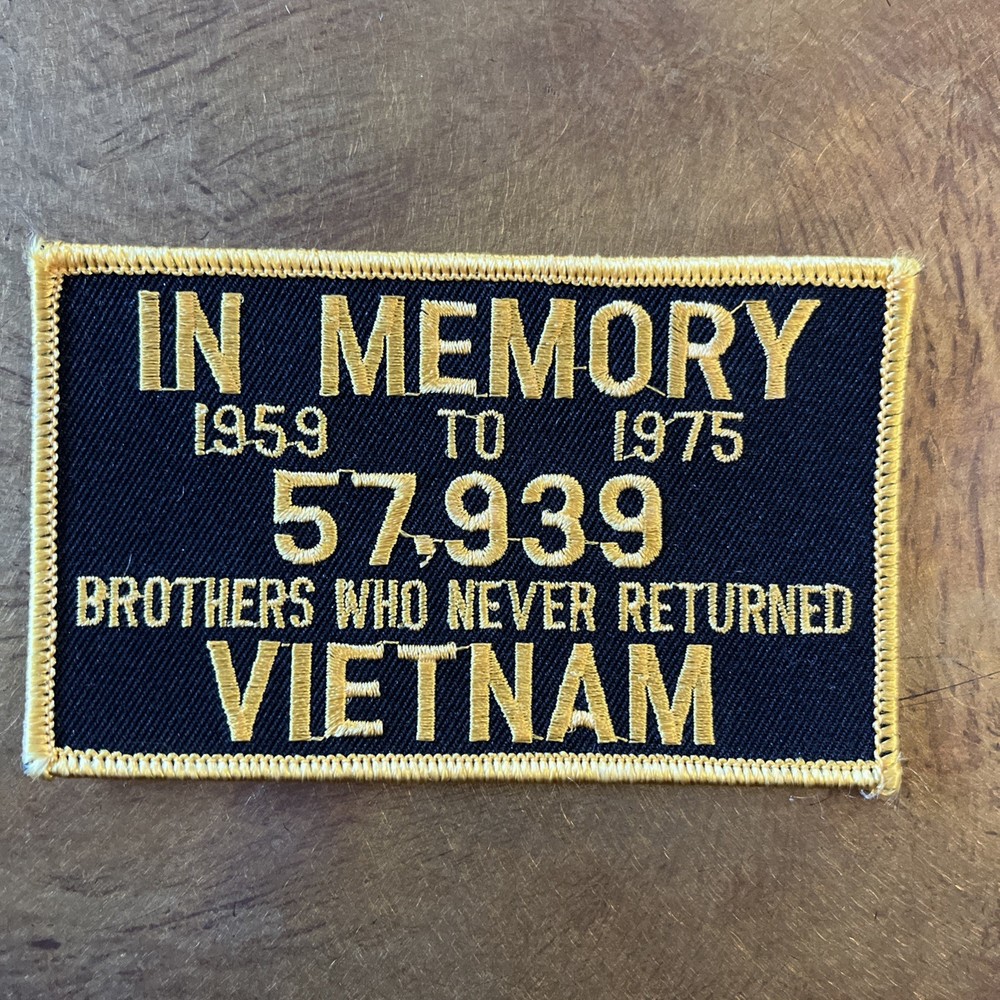 IN MEMORY
1959 TO 1975
57,939
BROTHERS WHO NEVER RETURNED
VIETNAM